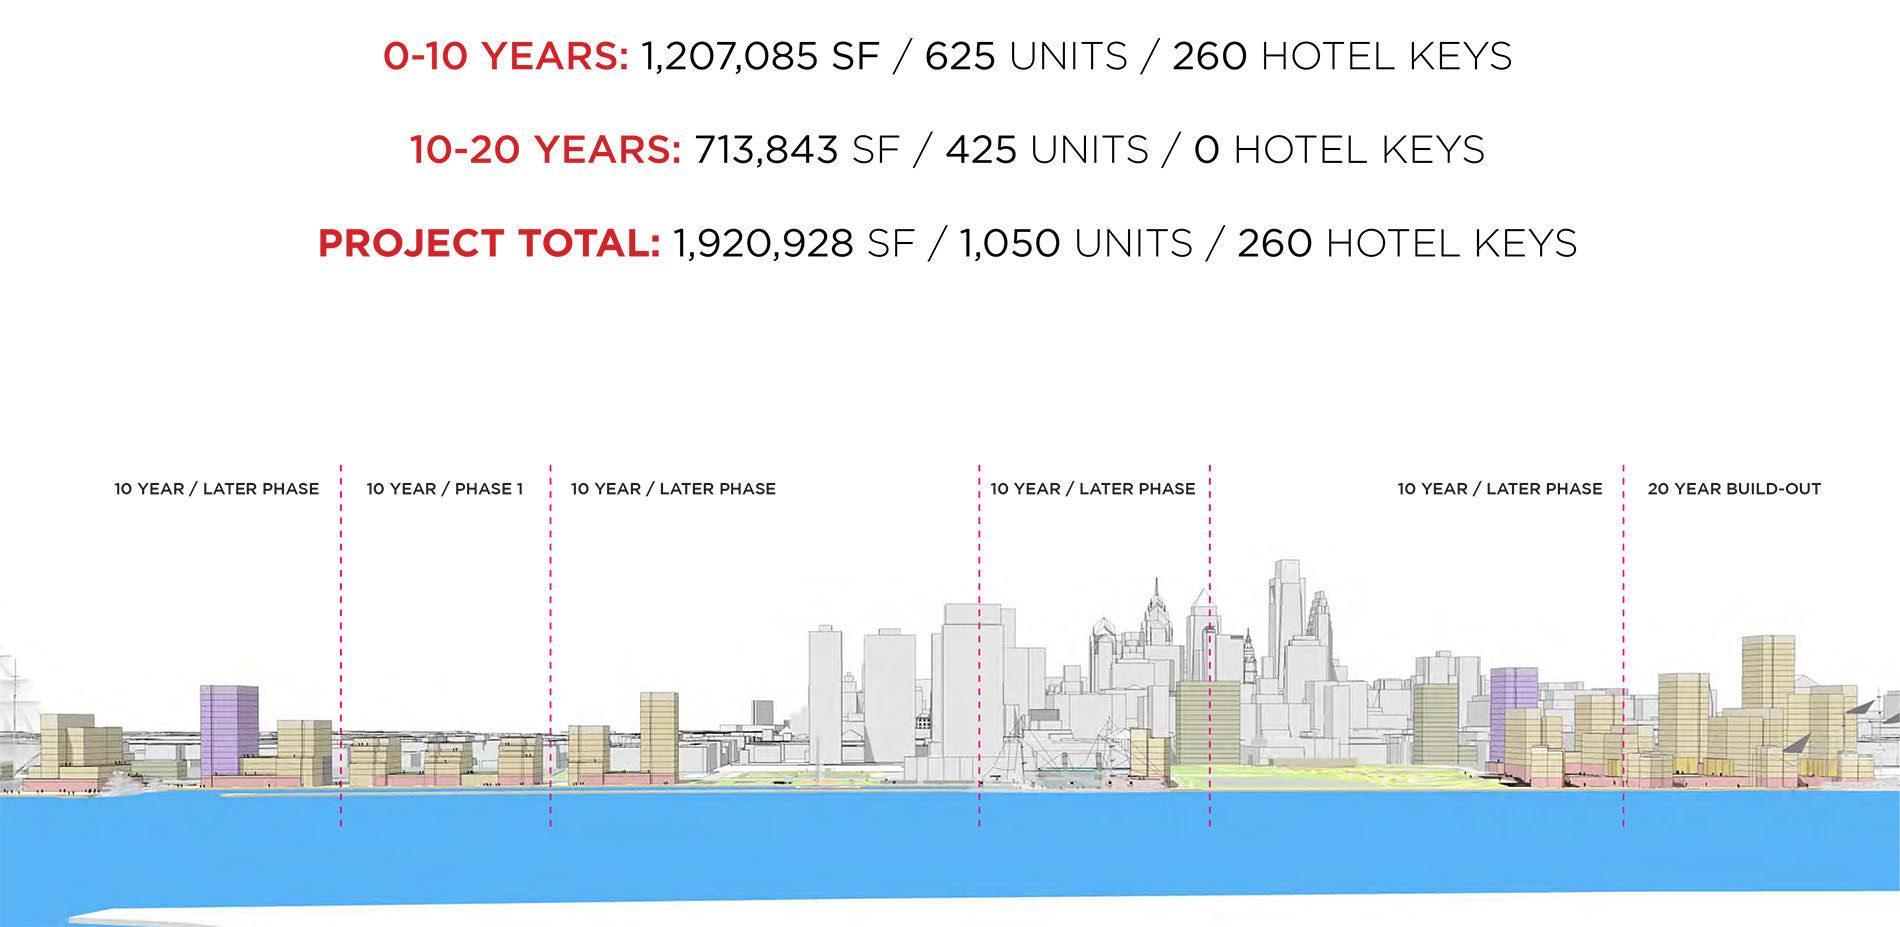 0-10 YEARS: 1,207,085 SF / 625 UNITS / 260 HOTEL KEYS
10-20 YEARS: 713,843 SF / 425 UNITS / 0 HOTEL KEYS
PROJECT TOTAL: 1,920,928 SF / 1,050 UNITS / 260 HOTEL KEYS
10 YEAR / LATER PHASE
10 YEAR / PHASE 1
10 YEAR / LATER PHASE
10 YEAR / LATER PHASE
10 YEAR / LATER PHASE
20 YEAR BUILD-OUT